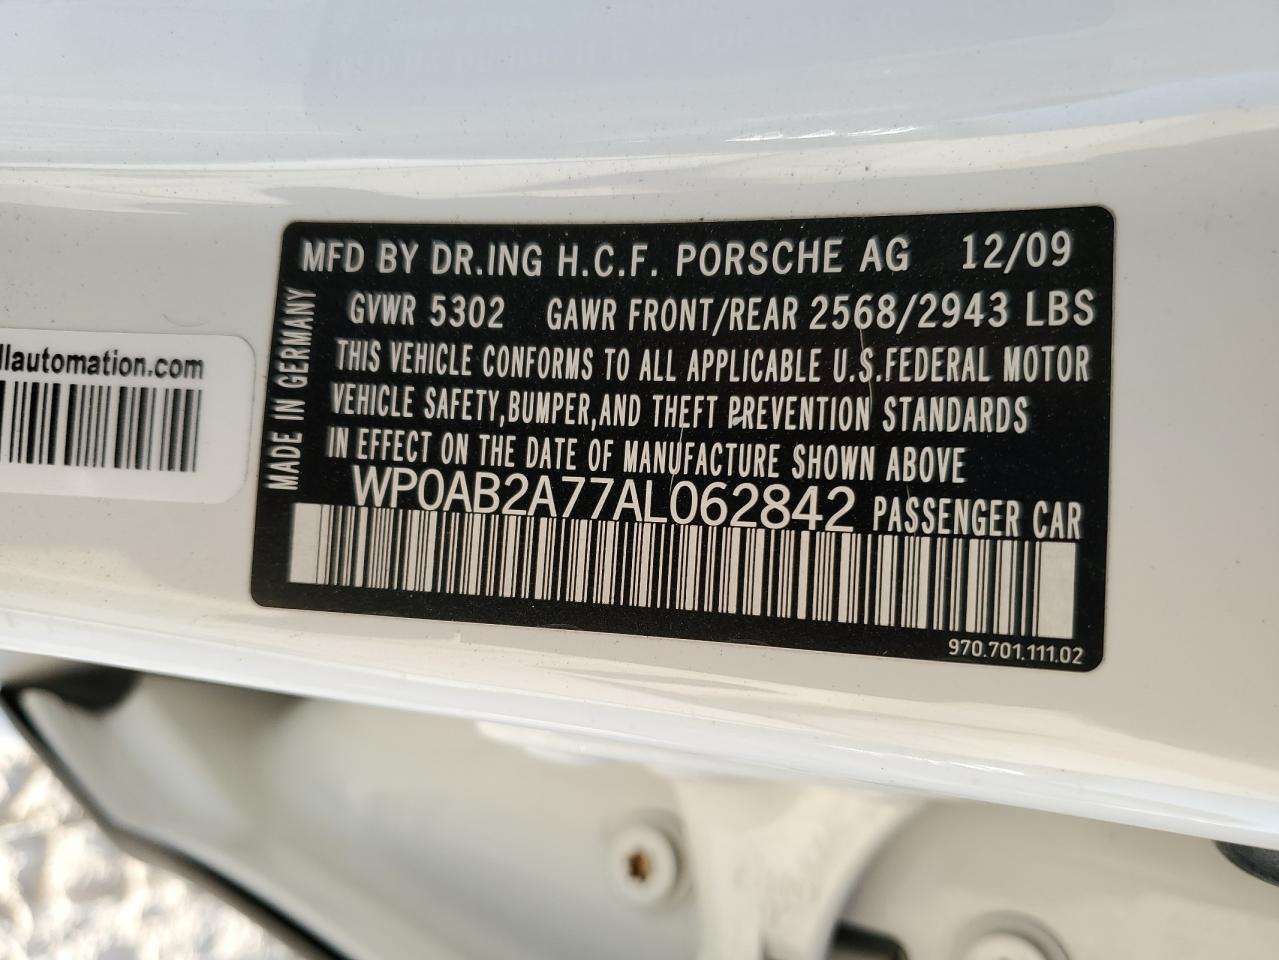 MFD BY DR.ING H.C.F. PORSCHE AG 12/09
GVWR 5302 GAWR FRONT/REAR 2568/2943 LBS
THIS VEHICLE CONFORMS TO ALL APPLICABLE U.S.FEDERAL MOTOR
VEHICLE SAFETY,BUMPER,AND THEFT PREVENTION STANDARDS
IN EFFECT ON THE DATE OF MANUFACTURE SHOWN ABOVE
WP0AB2A77AL062842 PASSENGER CAR
970.701.111.02
MADE IN GERMANY
llautomation.com